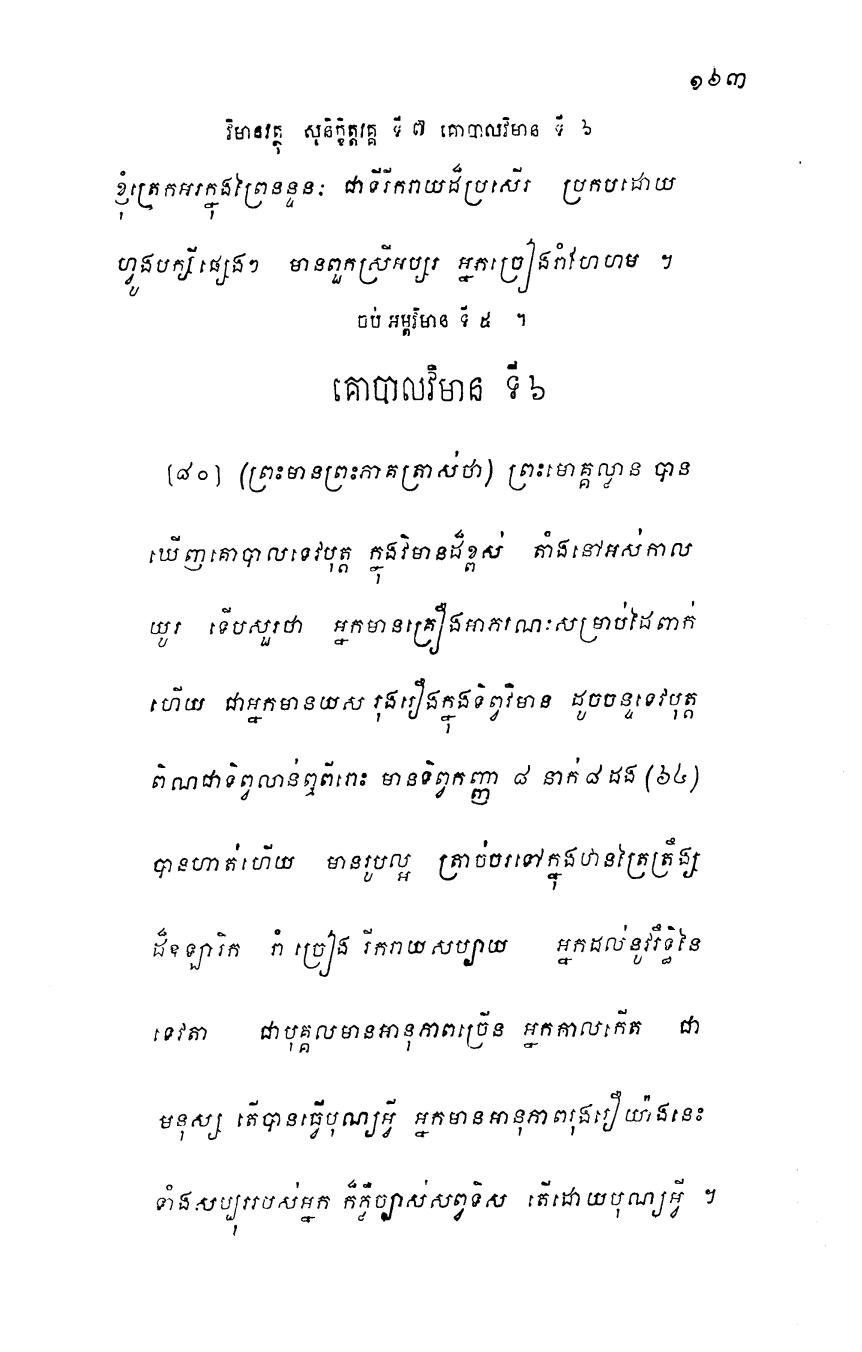 ១៦៣
វិមានវត្ថុ សុនិក្ខិត្តវគ្គ ទី ៧ គោបាលវិមាន ទី ៦
ខ្ញុំត្រេកអរក្នុងព្រៃនន្ទន: ជាទីរីករាយដ៏ប្រសើរ ប្រកបដោយ
ហ្វូងបក្សីផ្សេងៗ មានពួកស្រីអប្សរ អ្នកច្រៀងរាំវហេហម ។
ចប់ អម្ពវិមាន ទី ៥ ។
គោបាលវិមាន ទី ៦
[៨០] (ព្រះមានព្រះភាគត្រាស់ថា) ព្រះមោគ្គល្លាន បាន
ឃើញគោបាលទេវបុត្ត ក្នុងវិមានដ៏ខ្ពស់ តាំងនៅអស់កាល
យូរ ទើបសួរថា អ្នកមានគ្រឿងអាភរណៈសម្រាប់ដៃពាក់
ហើយ ជាអ្នកមានយស រុងរឿងក្នុងទិព្វវិមាន ដូចចន្ទទេវបុត្ត
ពិណជាទិព្វលាន់ឮពីរោះ មានទិព្វកញ្ញា ៨ នាក់ ៨ ដង (៦៤)
បានហាត់ហើយ មានរូបល្អ ត្រាច់ចរទៅក្នុងឋានត្រៃត្រឹង្ស
ដ៏ឧឡារិក រាំ ច្រៀង រីករាយសប្បាយ អ្នកដល់នូវឫទ្ធិនៃ
ទេវតា ជាបុគ្គលមានអានុភាពច្រើន អ្នកកាលកើត ជា
មនុស្ស តើបានធ្វើបុណ្យអ្វី អ្នកមានអានុភាពរុងរឿយ៉ាងនេះ
ទាំងសប្បុររបស់អ្នក ក៏ភ្លឺច្បាស់សព្វទិស តើដោយបុណ្យអ្វី ។